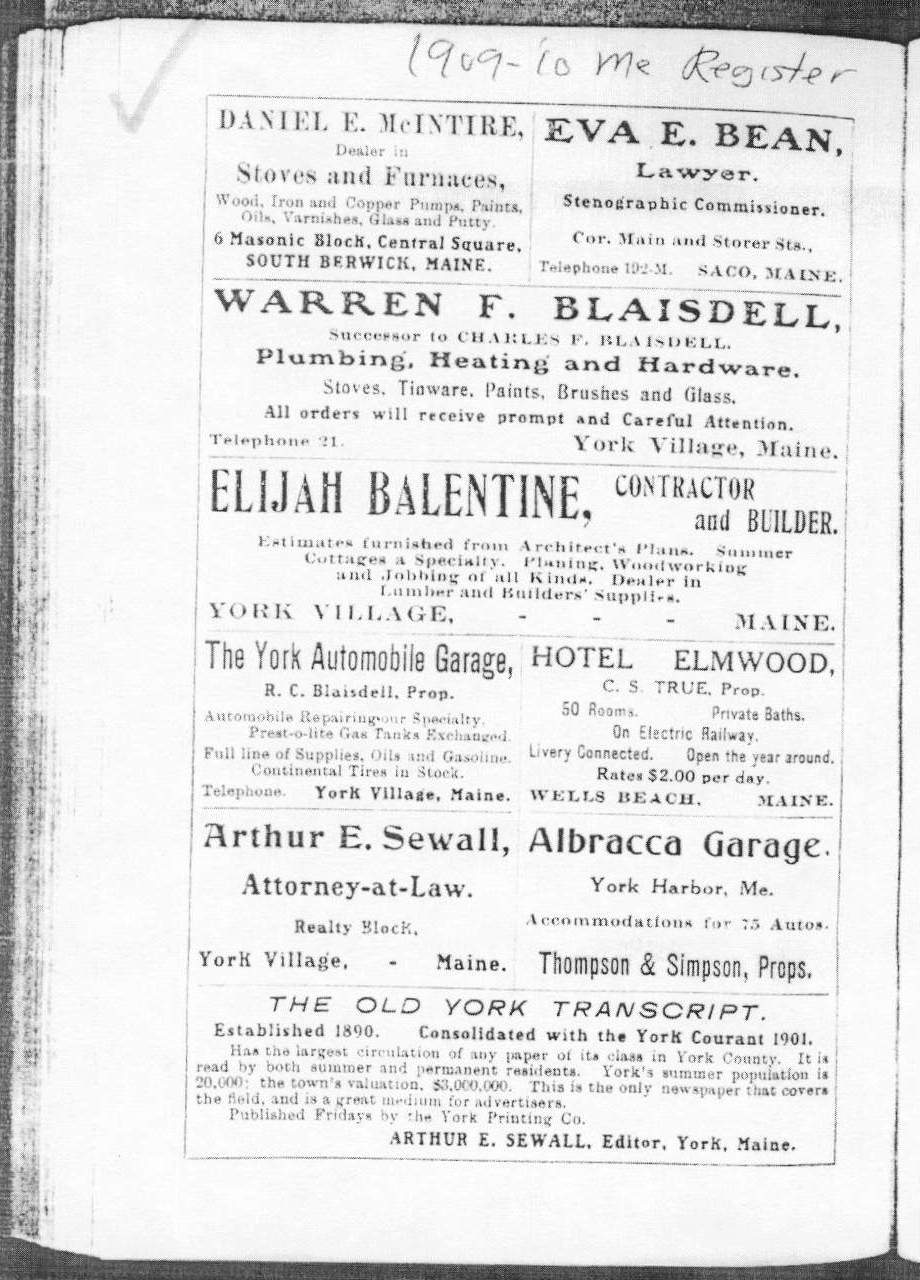 1909-'10 Me Register
DANIEL E. McINTIRE,
Dealer in
Stoves and Furnaces,
Wood, Iron and Copper Pumps, Paints,
Oils, Varnishes, Glass and Putty.
6 Masonic Block, Central Square,
SOUTH BERWICK, MAINE.
EVA E. BEAN,
Lawyer.
Stenographic Commissioner.
Cor. Main and Storer Sts.,
Telephone 192-M. SACO, MAINE.
WARREN F. BLAISDELL,
Successor to CHARLES F. BLAISDELL.
Plumbing, Heating and Hardware.
Stoves, Tinware, Paints, Brushes and Glass.
All orders will receive prompt and Careful Attention.
Telephone 21. York Village, Maine.
ELIJAH BALENTINE, CONTRACTOR
and BUILDER.
Estimates furnished from Architect's Plans. Summer
Cottages a Specialty. Planing, Woodworking
and Jobbing of all Kinds. Dealer in
Lumber and Builders' Supplies.
YORK VILLAGE, - - - MAINE.
The York Automobile Garage,
R. C. Blaisdell, Prop.
Automobile Repairing our Specialty.
Prest-o-lite Gas Tanks Exchanged.
Full line of Supplies, Oils and Gasoline.
Continental Tires in Stock.
Telephone. York Village, Maine.
HOTEL ELMWOOD,
C. S. TRUE, Prop.
50 Rooms. Private Baths.
On Electric Railway.
Livery Connected. Open the year around.
Rates $2.00 per day.
WELLS BEACH, MAINE.
Arthur E. Sewall,
Attorney-at-Law.
Realty Block,
York Village, - Maine.
Albracca Garage.
York Harbor, Me.
Accommodations for 75 Autos.
Thompson & Simpson, Props.
THE OLD YORK TRANSCRIPT.
Established 1890. Consolidated with the York Courant 1901.
Has the largest circulation of any paper of its class in York County. It is
read by both summer and permanent residents. York's summer population is
20,000; the town's valuation, $3,000,000. This is the only newspaper that covers
the field, and is a great medium for advertisers.
Published Fridays by the York Printing Co.
ARTHUR E. SEWALL, Editor, York, Maine.